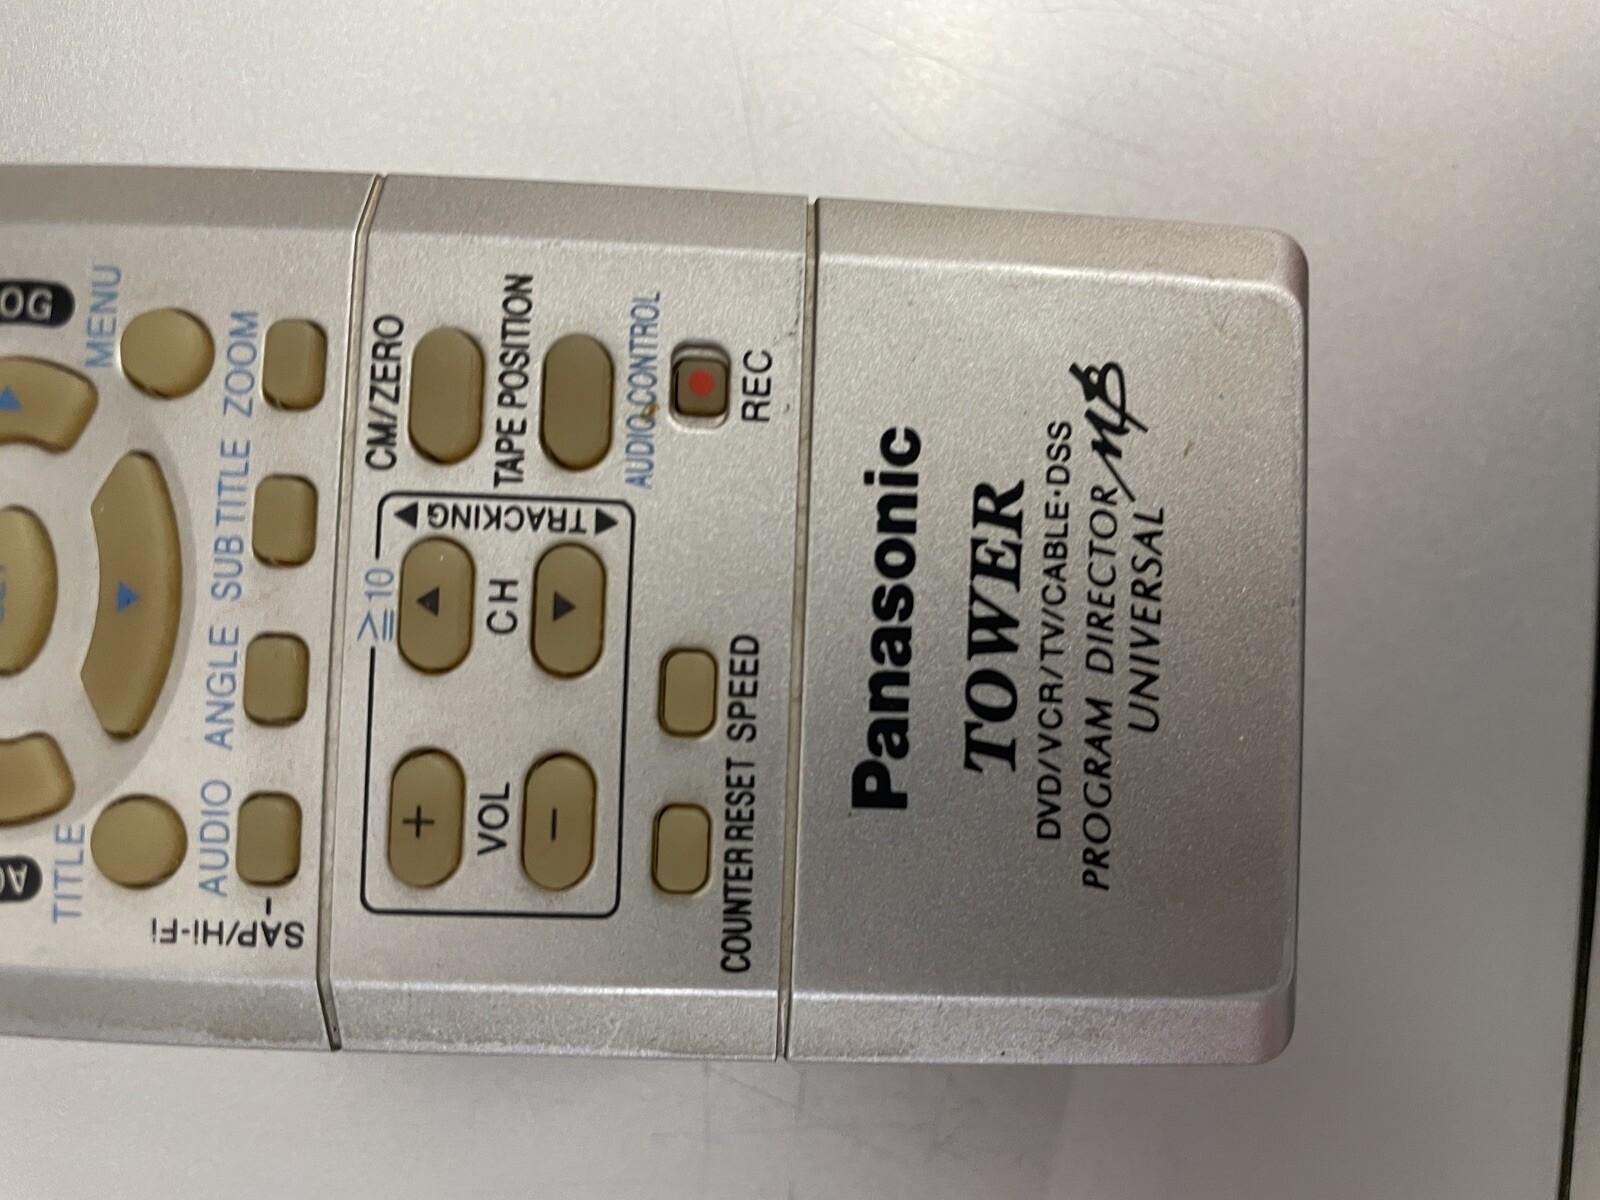 MENU
TITLE
AUDIO ANGLE SUB TITLE ZOOM
SAP/Hi-Fi
≧10
CM/ZERO
+ VOL −
CH
TRACKING
TAPE POSITION
AUDIO CONTROL
REC
COUNTER RESET SPEED
Panasonic
TOWER
DVD/VCR/TV/CABLE·DSS
PROGRAM DIRECTOR
UNIVERSAL